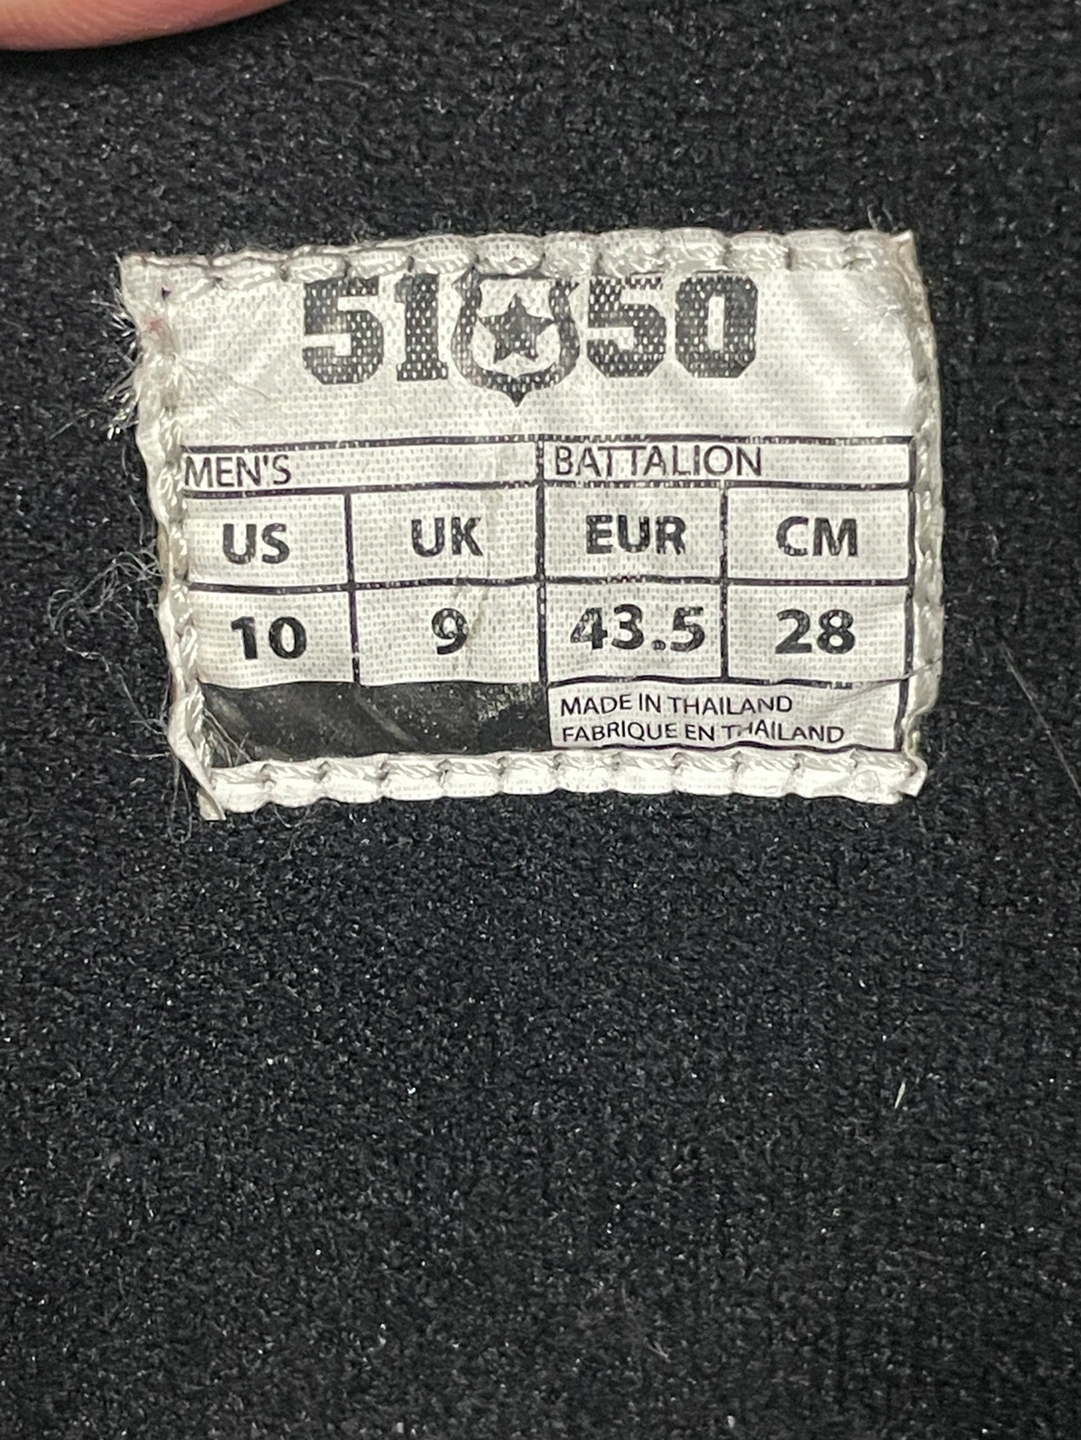 51 50
MEN'S BATTALION
US UK EUR CM
10 9 43.5 28
MADE IN THAILAND
FABRIQUE EN THAILAND